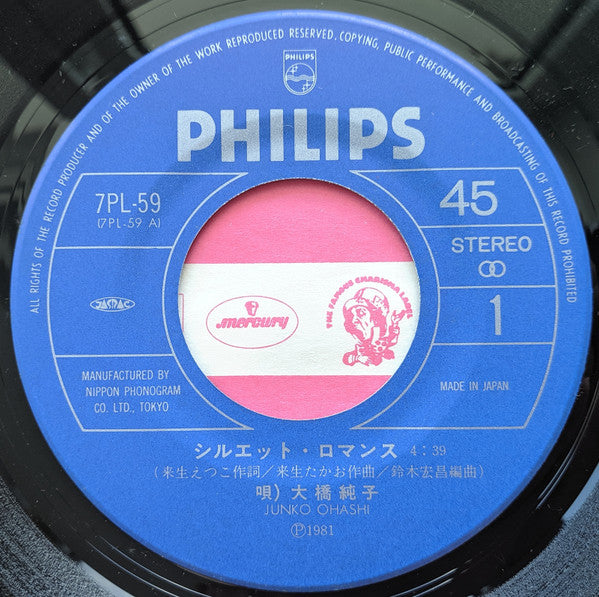 ALL RIGHTS OF THE RECORD PRODUCER AND OF THE OWNER OF THE WORK REPRODUCED RESERVED. COPYING, PUBLIC PERFORMANCE AND BROADCASTING OF THIS RECORD PROHIBITED
PHILIPS
PHILIPS
7PL-59
(7PL-59 A)
45
STEREO
1
JASRAC
MANUFACTURED BY
NIPPON PHONOGRAM
CO. LTD., TOKYO
MADE IN JAPAN
mercury
THE FAMOUS CHARISMA LABEL
シルエット・ロマンス 4:39
(来生えつこ作詞/来生たかお作曲/鈴木宏昌編曲)
唄) 大橋純子
JUNKO OHASHI
Ⓟ1981